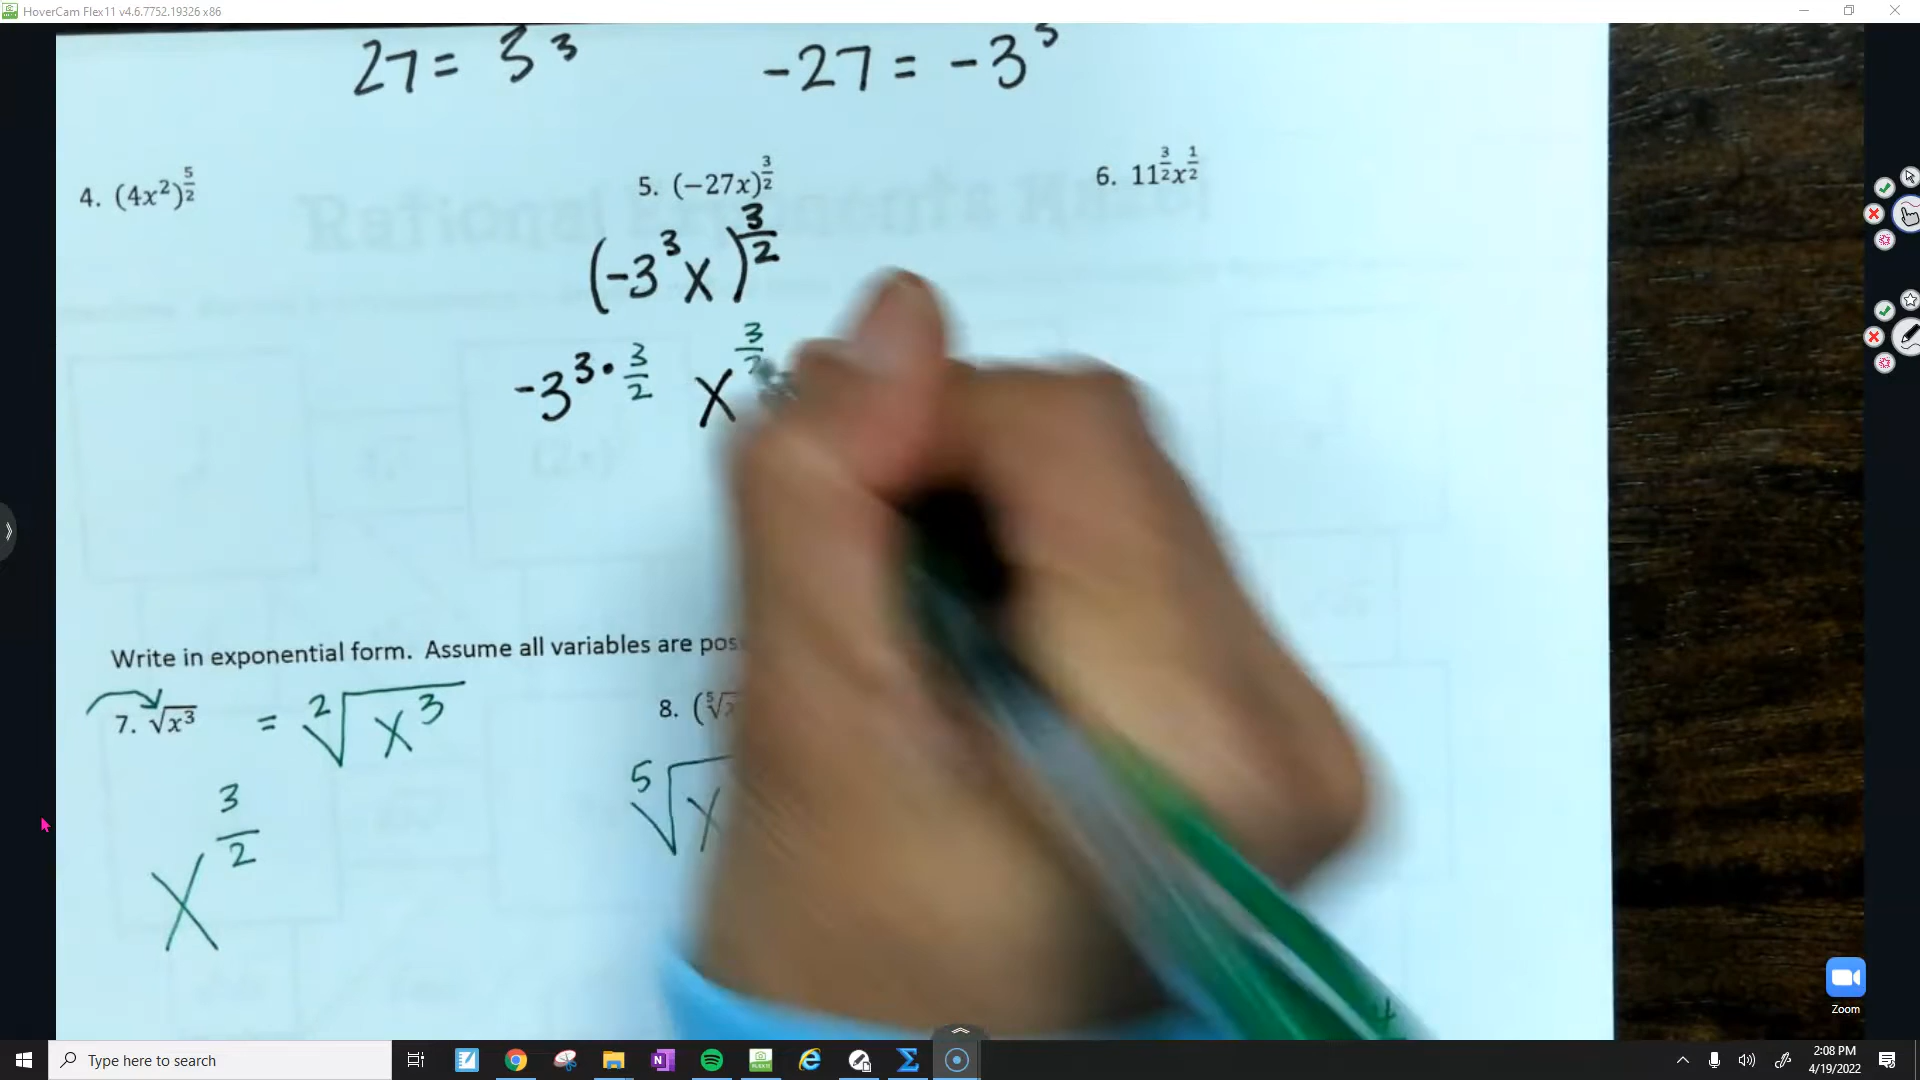 HoverCam Flex11 v4.6.7752.19326 x86
27 = 3³
-27 = -3³
4. (4x²)^(5/2)
5. (−27x)^(3/2)
6. 11^(3/2)x^(1/2)
(-3³x)^(3/2)
-3^(3·3/2) x^(3/2)
Write in exponential form. Assume all variables are
7. √x³ = ²√x³
8. (⁵√
x^(3/2)
⁵√x
Zoom
Type here to search
2:08 PM
4/19/2022